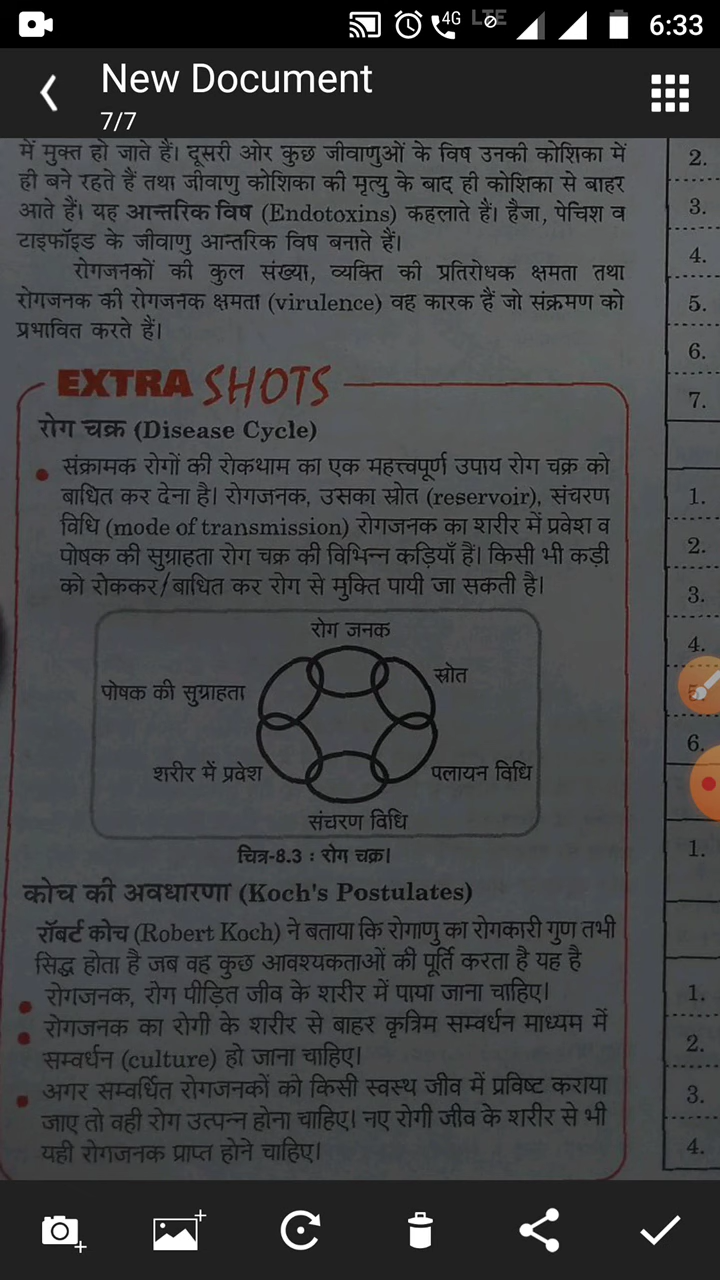 4G LTE 6:33
New Document
7/7
में मुक्त हो जाते हैं। दूसरी ओर कुछ जीवाणुओं के विष उनकी कोशिका में
ही बने रहते हैं तथा जीवाणु कोशिका की मृत्यु के बाद ही कोशिका से बाहर
आते हैं। यह आन्तरिक विष (Endotoxins) कहलाते हैं। हैजा, पेचिश व
टाइफॉइड के जीवाणु आन्तरिक विष बनाते हैं।
रोगजनकों की कुल संख्या, व्यक्ति की प्रतिरोधक क्षमता तथा
रोगजनक की रोगजनक क्षमता (virulence) वह कारक हैं जो संक्रमण को
प्रभावित करते हैं।
EXTRA SHOTS
रोग चक्र (Disease Cycle)
• संक्रामक रोगों की रोकथाम का एक महत्त्वपूर्ण उपाय रोग चक्र को
बाधित कर देना है। रोगजनक, उसका स्रोत (reservoir), संचरण
विधि (mode of transmission) रोगजनक का शरीर में प्रवेश व
पोषक की सुग्राहता रोग चक्र की विभिन्न कड़ियाँ हैं। किसी भी कड़ी
को रोककर/बाधित कर रोग से मुक्ति पायी जा सकती है।
रोग जनक
स्रोत
पोषक की सुग्राहता
शरीर में प्रवेश
पलायन विधि
संचरण विधि
चित्र-8.3 : रोग चक्र।
कोच की अवधारणा (Koch's Postulates)
रॉबर्ट कोच (Robert Koch) ने बताया कि रोगाणु का रोगकारी गुण तभी
सिद्ध होता है जब वह कुछ आवश्यकताओं की पूर्ति करता है यह है
• रोगजनक, रोग पीड़ित जीव के शरीर में पाया जाना चाहिए।
• रोगजनक का रोगी के शरीर से बाहर कृत्रिम सम्वर्धन माध्यम में
सम्वर्धन (culture) हो जाना चाहिए।
• अगर सम्वर्धित रोगजनकों को किसी स्वस्थ जीव में प्रविष्ट कराया
जाए तो वही रोग उत्पन्न होना चाहिए। नए रोगी जीव के शरीर से भी
यही रोगजनक प्राप्त होने चाहिए।
2.
3.
4.
5.
6.
7.
1.
2.
3.
4.
5
6.
1.
1.
2.
3.
4.